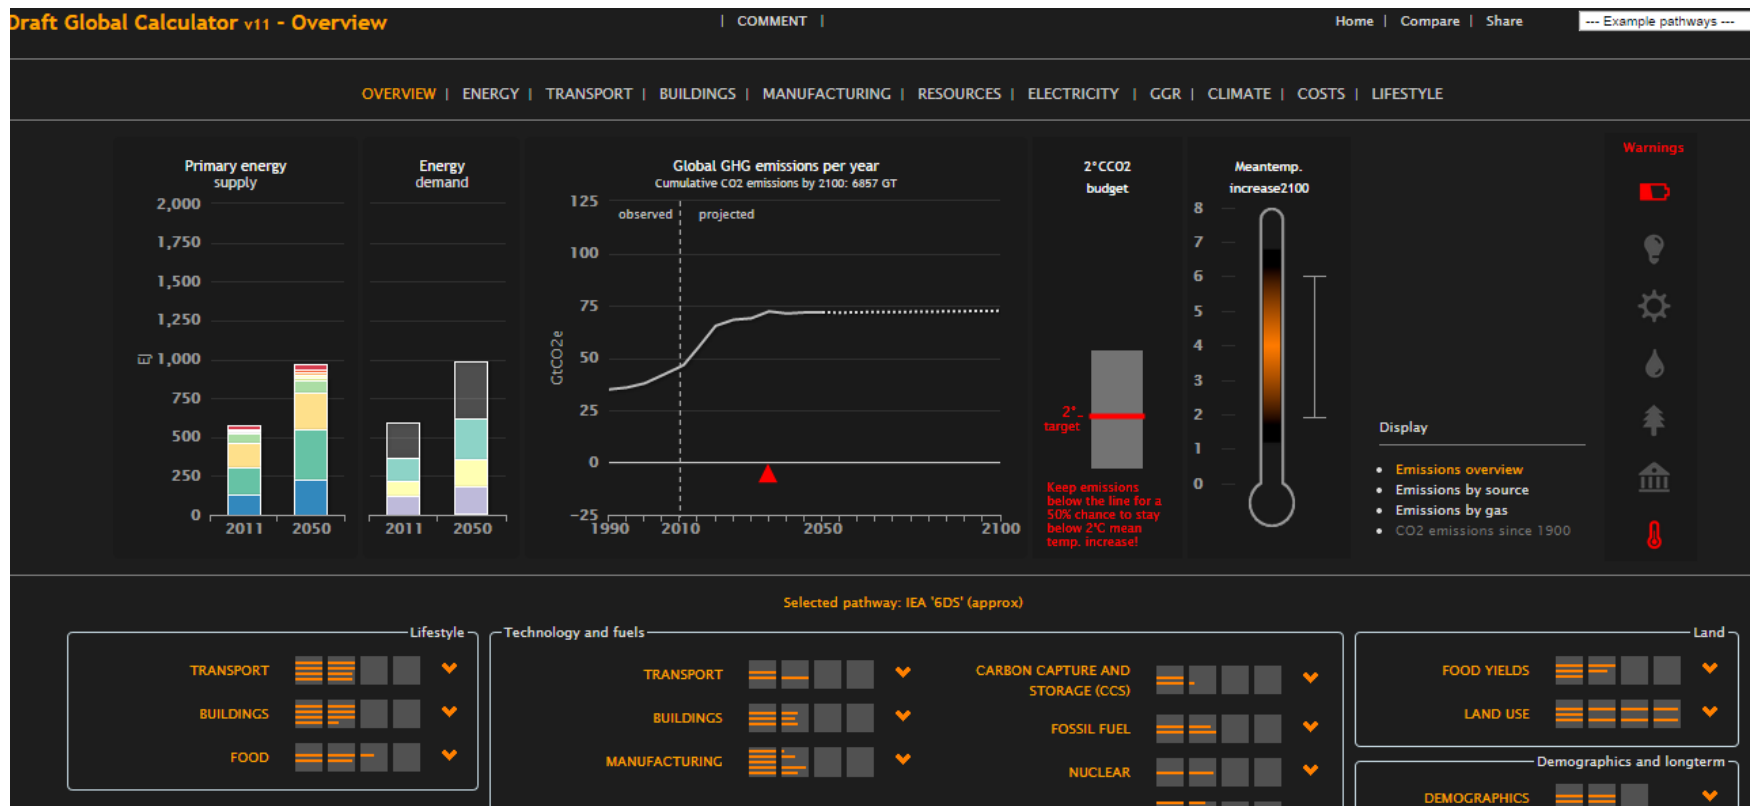 Draft Global Calculator v11 - Overview
| COMMENT |
Home | Compare | Share
--- Example pathways ---
OVERVIEW | ENERGY | TRANSPORT | BUILDINGS | MANUFACTURING | RESOURCES | ELECTRICITY | GGR | CLIMATE | COSTS | LIFESTYLE
Primary energy
supply
2,000
1,750
1,500
1,250
EJ 1,000
750
500
250
0
2011 2050
Energy
demand
2011 2050
Global GHG emissions per year
Cumulative CO2 emissions by 2100: 6857 GT
observed projected
GtCO2e
125
100
75
50
25
0
-25
1990 2010 2050 2100
2°CCO2
budget
2°
target
Keep emissions
below the line for a
50% chance to stay
below 2°C mean
temp. increase!
Meantemp.
increase2100
8
7
6
5
4
3
2
1
0
Display
• Emissions overview
• Emissions by source
• Emissions by gas
• CO2 emissions since 1900
Warnings
Selected pathway: IEA '6DS' (approx)
Lifestyle
TRANSPORT
BUILDINGS
FOOD
Technology and fuels
TRANSPORT
BUILDINGS
MANUFACTURING
CARBON CAPTURE AND
STORAGE (CCS)
FOSSIL FUEL
NUCLEAR
Land
FOOD YIELDS
LAND USE
Demographics and longterm
DEMOGRAPHICS